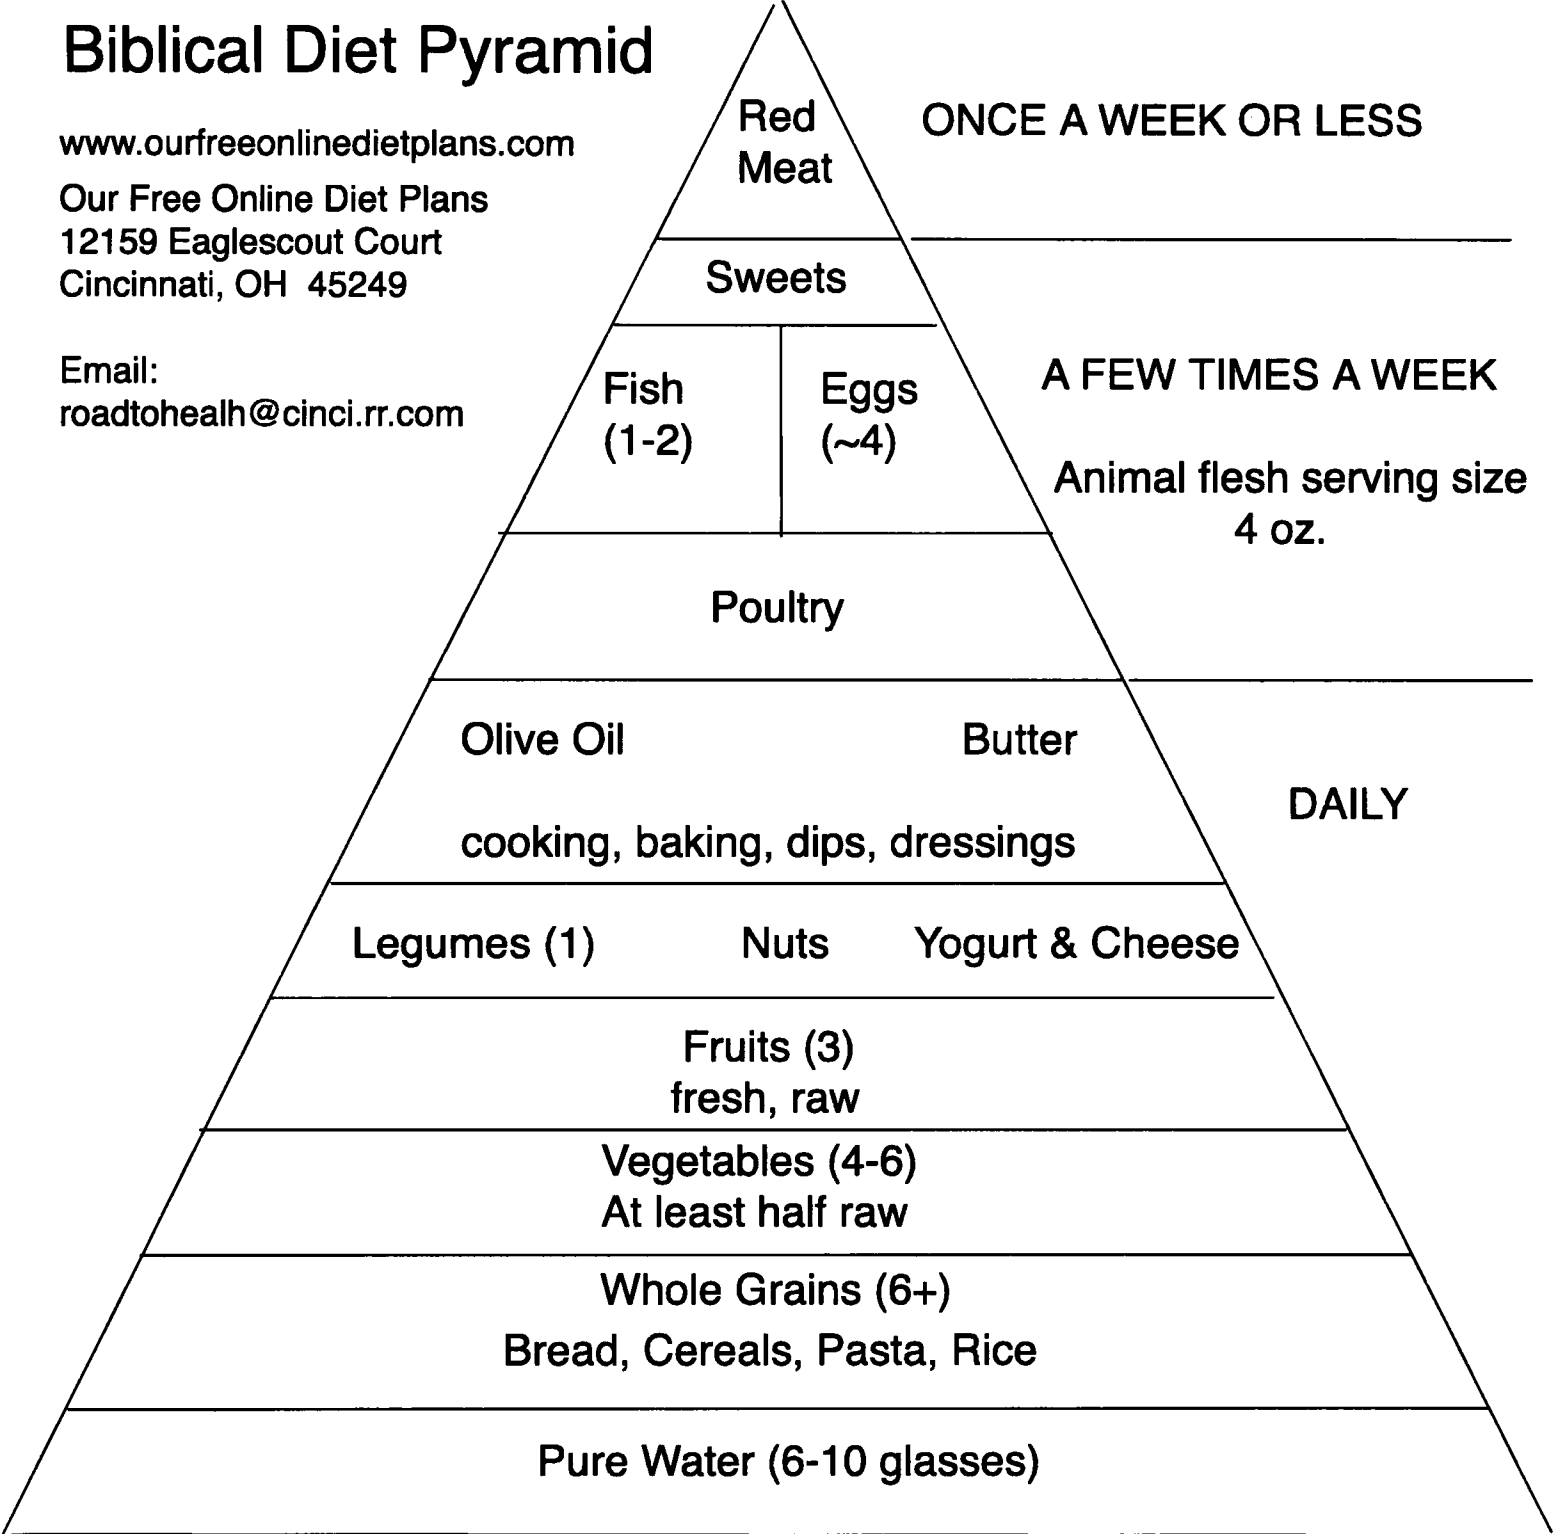 Biblical Diet Pyramid
www.ourfreeonlinedietplans.com
Our Free Online Diet Plans
12159 Eaglescout Court
Cincinnati, OH  45249
Email:
roadtohealh@cinci.rr.com
Red
Meat
ONCE A WEEK OR LESS
Sweets
Fish
(1-2)
Eggs
(~4)
A FEW TIMES A WEEK
Animal flesh serving size
4 oz.
Poultry
Olive Oil
Butter
cooking, baking, dips, dressings
DAILY
Legumes (1)
Nuts
Yogurt & Cheese
Fruits (3)
fresh, raw
Vegetables (4-6)
At least half raw
Whole Grains (6+)
Bread, Cereals, Pasta, Rice
Pure Water (6-10 glasses)